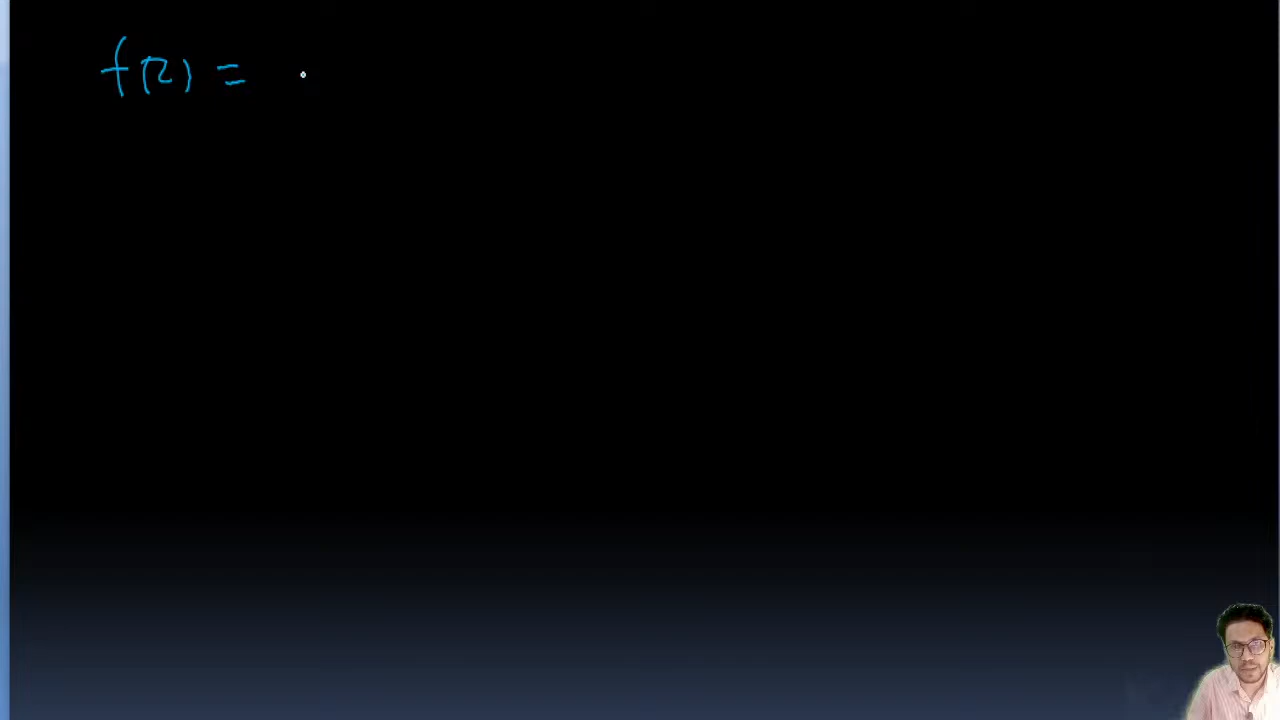 f(z) =